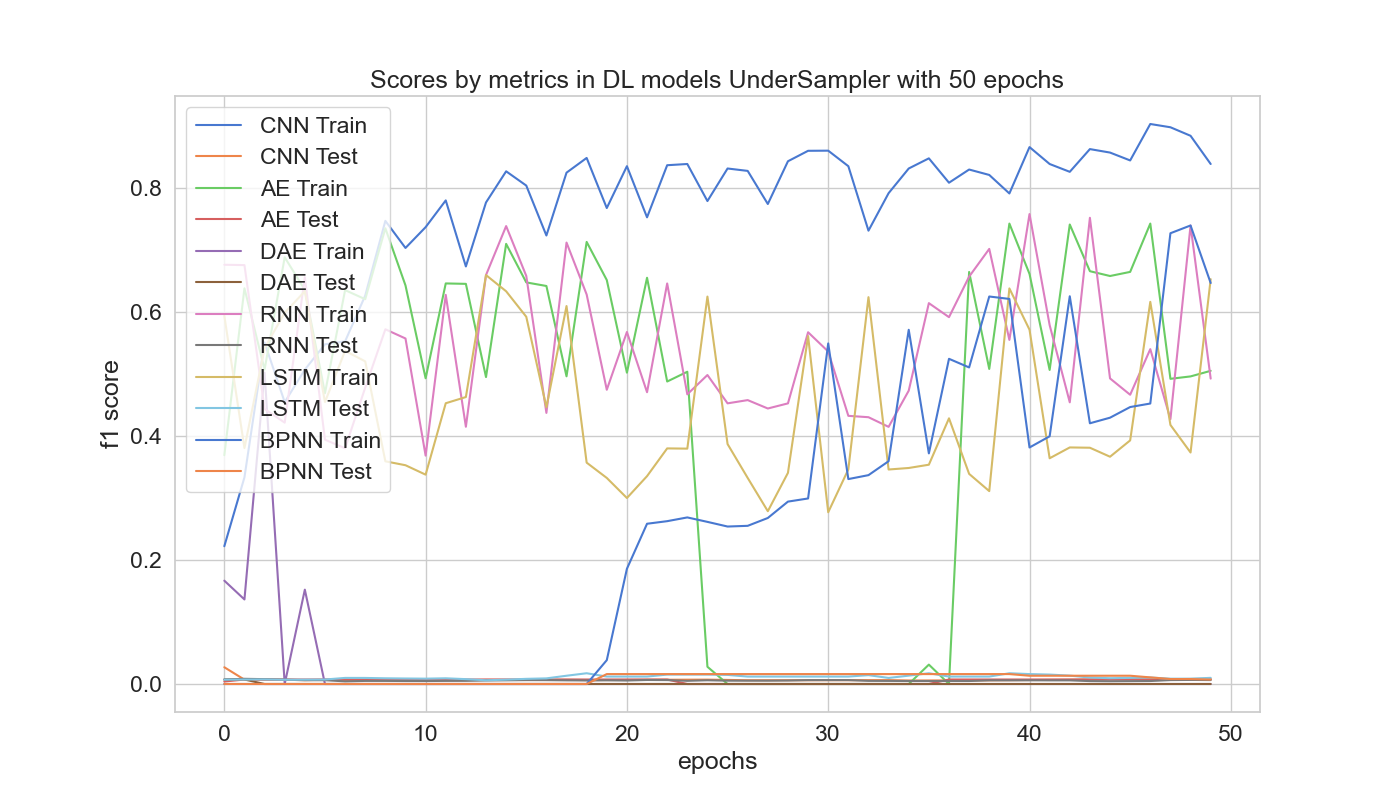 Scores by metrics in DL models UnderSampler with 50 epochs
CNN Train
CNN Test
AE Train
AE Test
DAE Train
DAE Test
RNN Train
RNN Test
LSTM Train
LSTM Test
BPNN Train
BPNN Test
f1 score
0.8
0.6
0.4
0.2
0.0
0 10 20 30 40 50
epochs